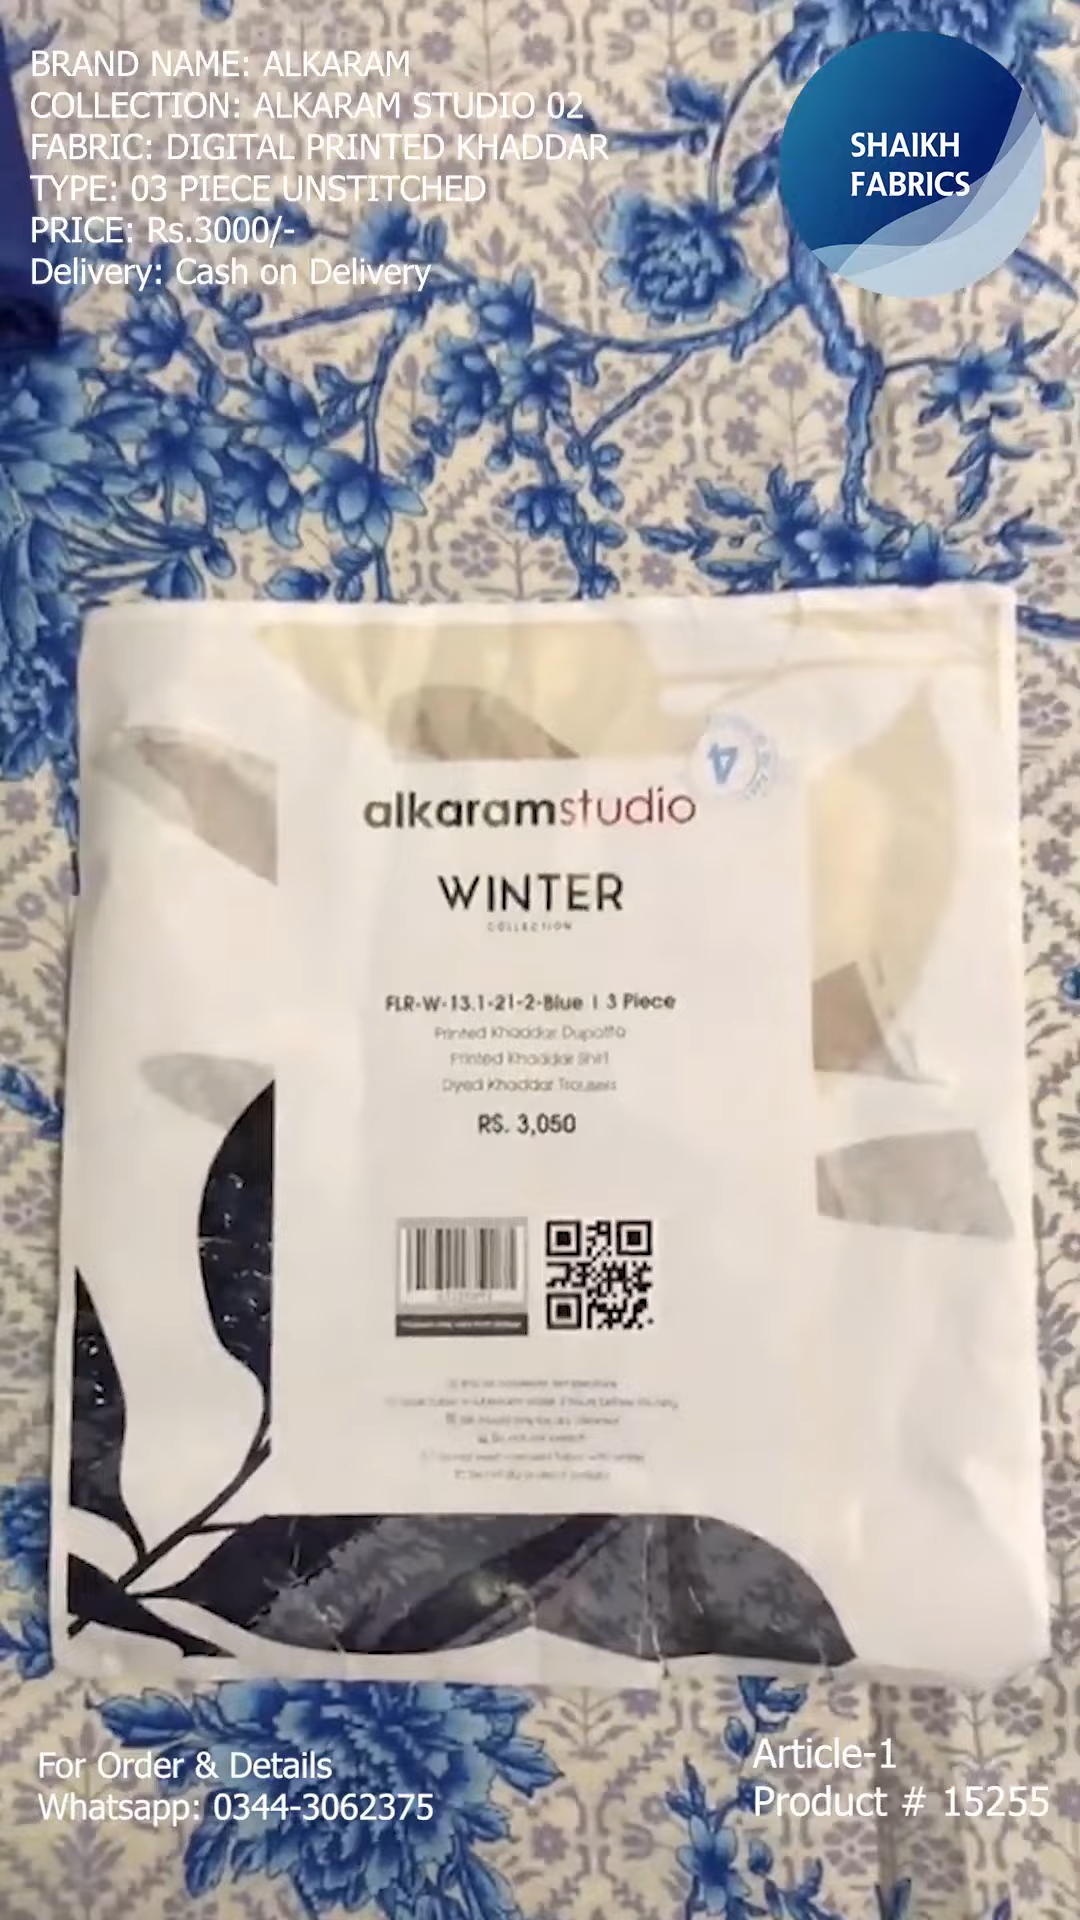 BRAND NAME: ALKARAM
COLLECTION: ALKARAM STUDIO 02
FABRIC: DIGITAL PRINTED KHADDAR
TYPE: 03 PIECE UNSTITCHED
PRICE: Rs.3000/-
Delivery: Cash on Delivery
SHAIKH
FABRICS
4
alkaramstudio
WINTER
COLLECTION
FLR-W-13.1-21-2-Blue | 3 Piece
Printed Khaddar Dupatta
Printed Khaddar Shirt
Dyed Khaddar Trousers
RS. 3,050
For Order & Details
Whatsapp: 0344-3062375
Article-1
Product # 15255